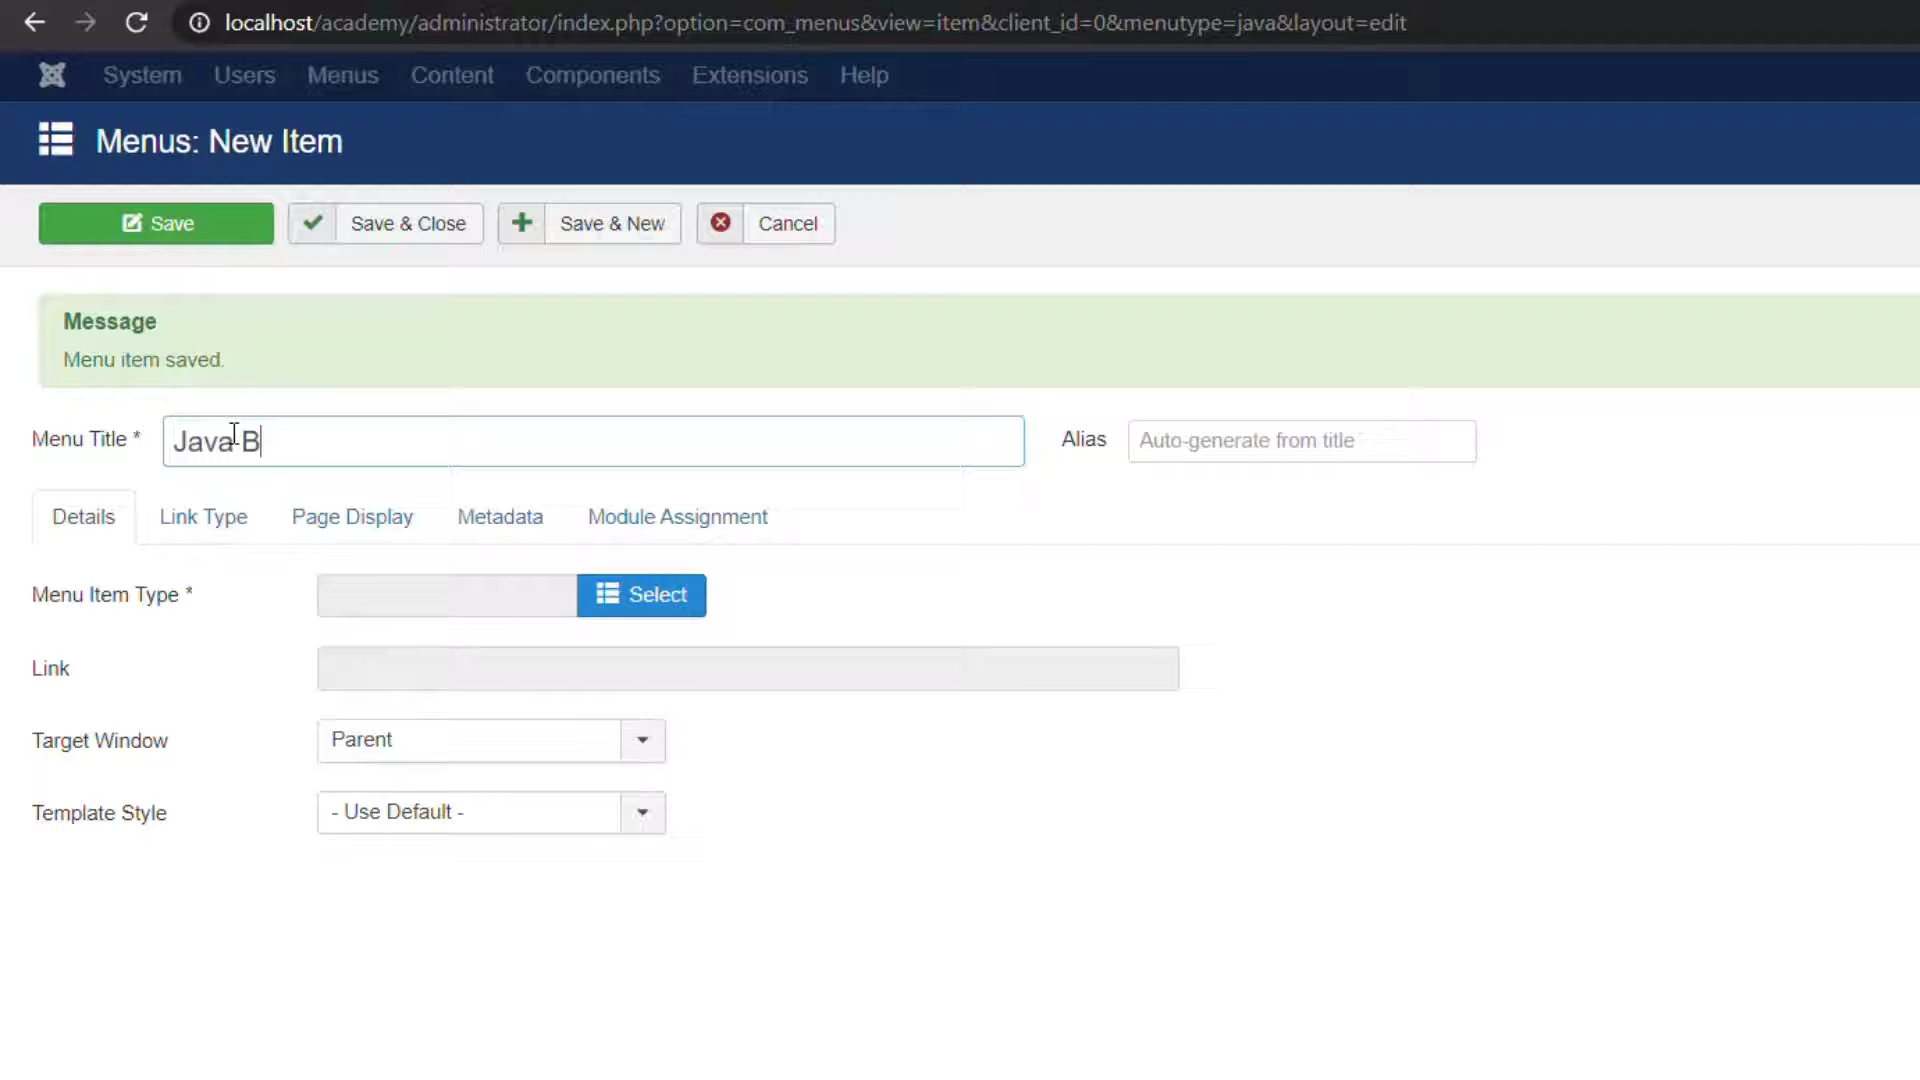 localhost/academy/administrator/index.php?option=com_menus&view=item&client_id=0&menutype=java&layout=edit
System Users Menus Content Components Extensions Help
Menus: New Item
Save Save & Close Save & New Cancel
Message
Menu item saved.
Menu Title * Java B Alias Auto-generate from title
Details Link Type Page Display Metadata Module Assignment
Menu Item Type * Select
Link
Target Window Parent
Template Style - Use Default -